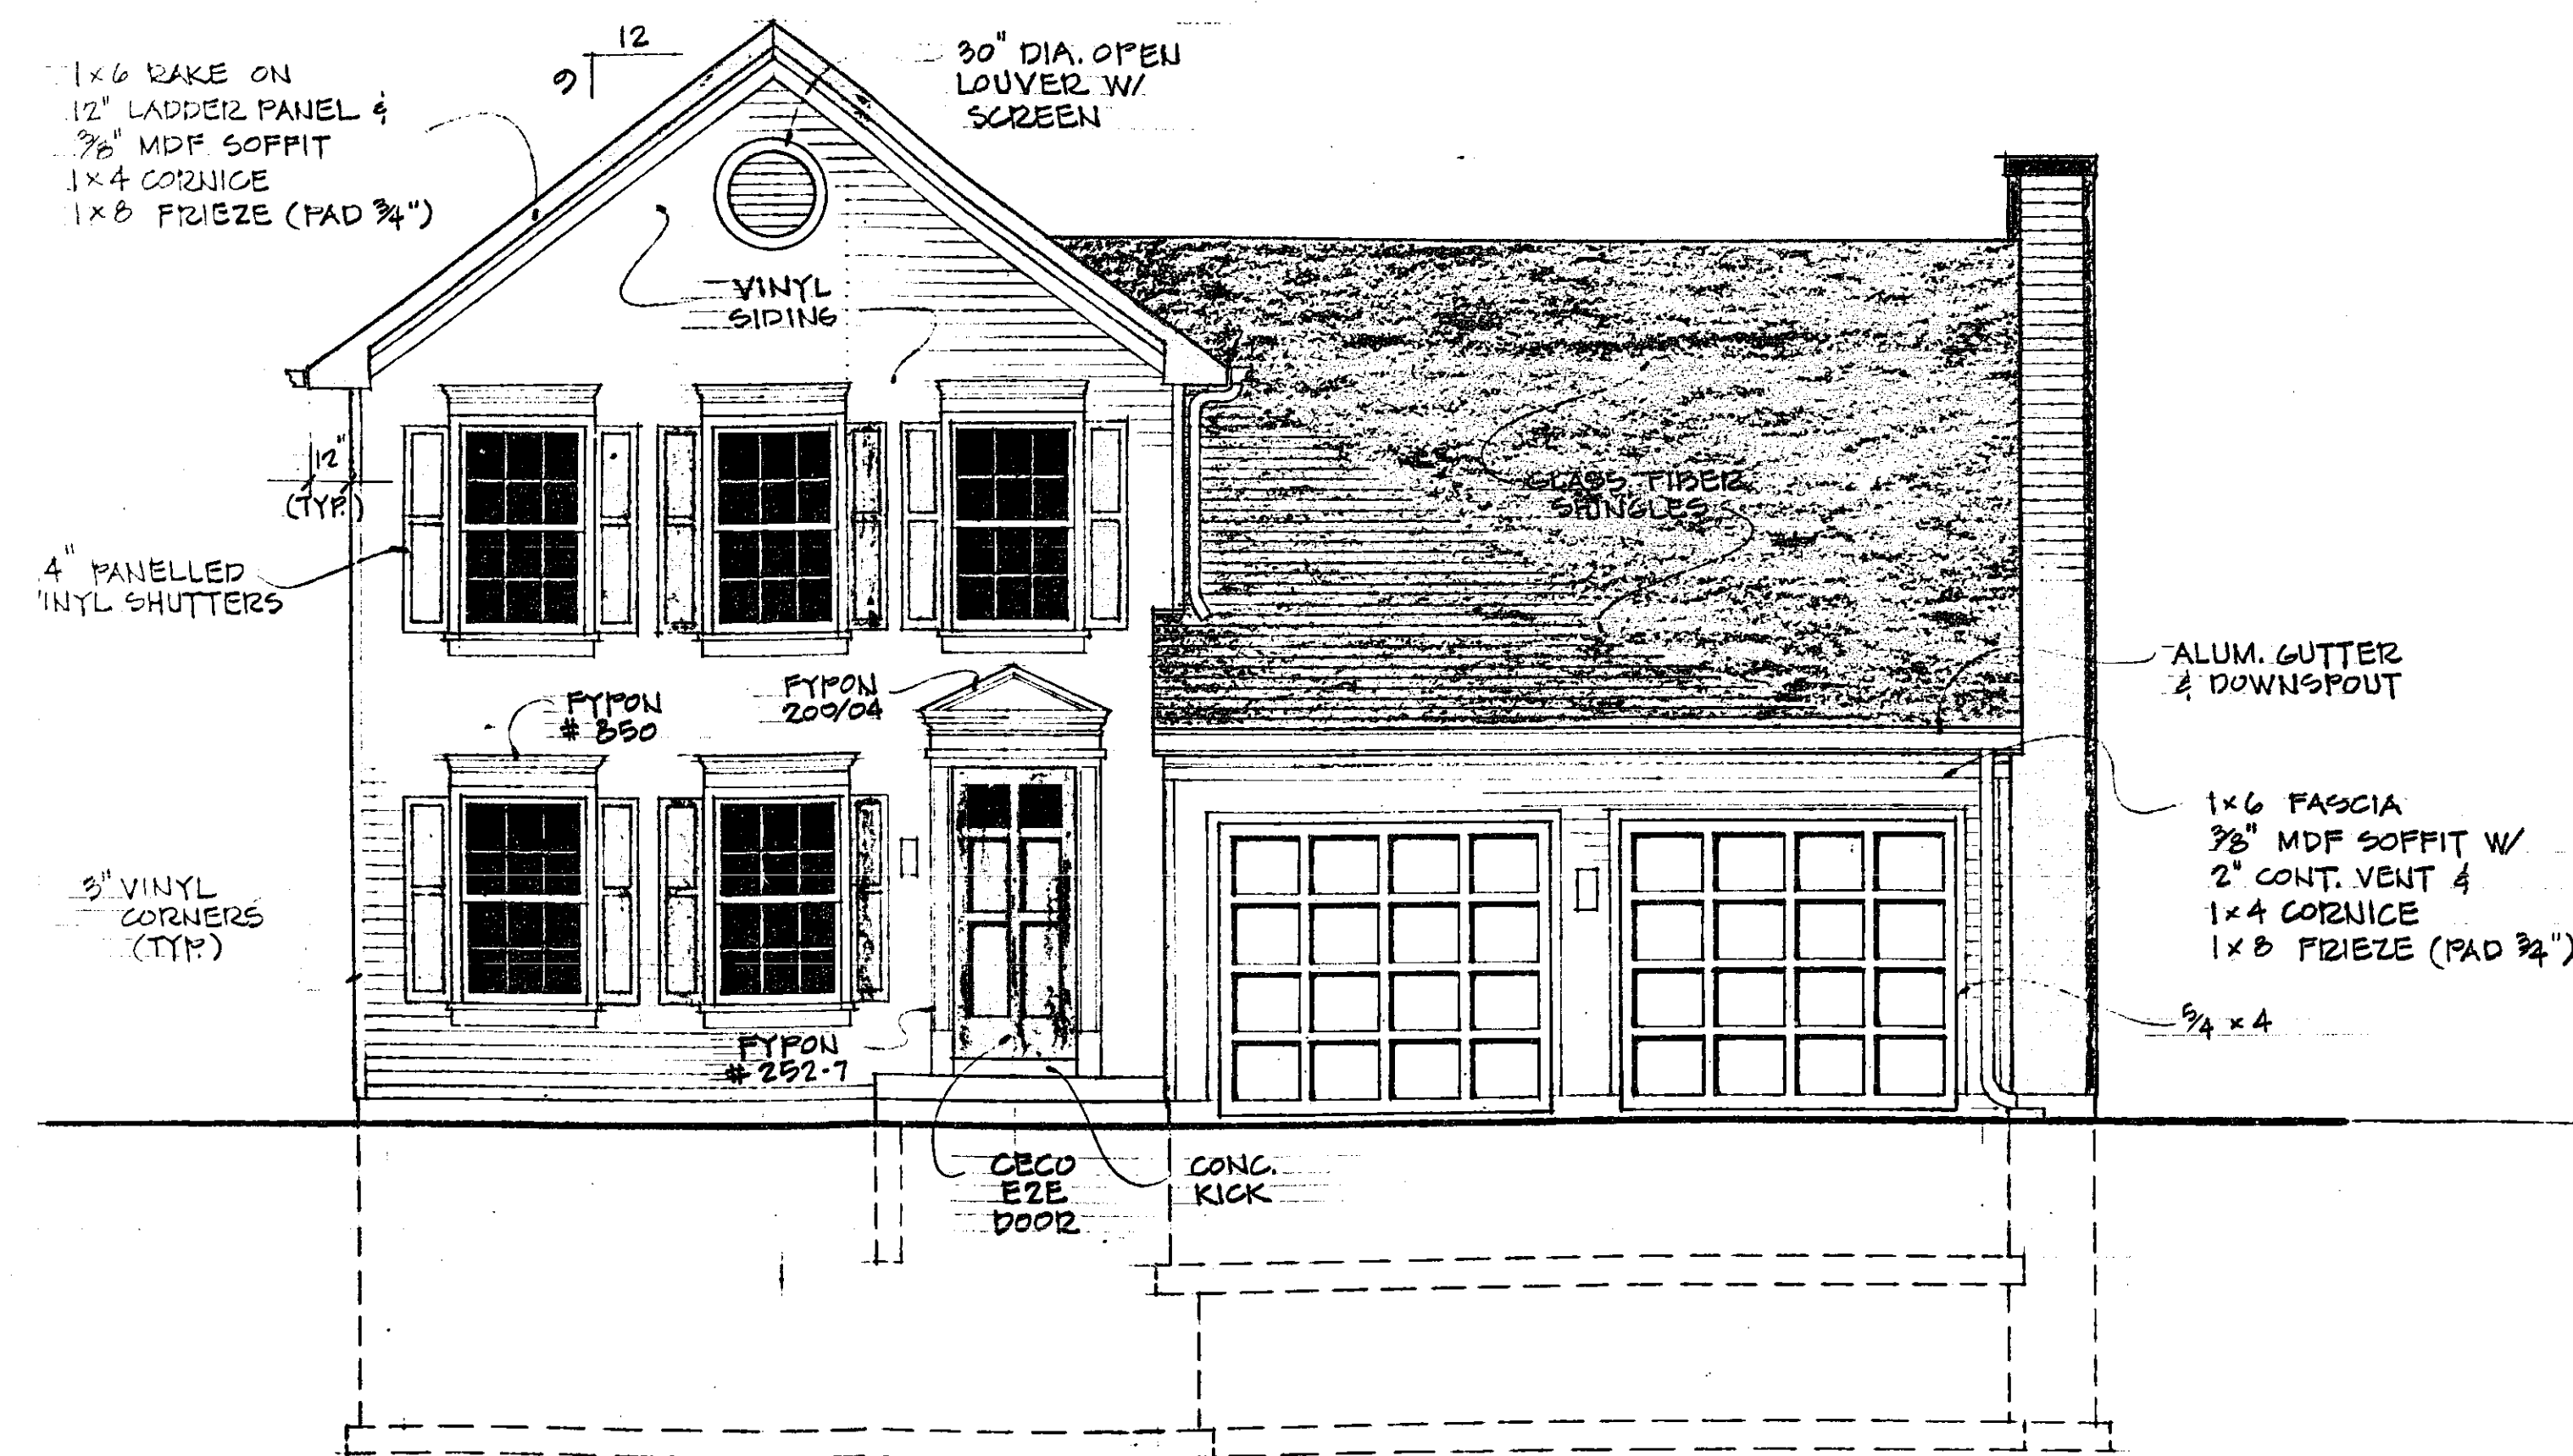 1x6 RAKE ON
12" LADDER PANEL &
3/8" MDF SOFFIT
1x4 CORNICE
1x8 FRIEZE (PAD 3/4")
12
9
30" DIA. OPEN
LOUVER W/
SCREEN
VINYL
SIDING
12"
(TYP.)
4" PANELLED
INYL SHUTTERS
GLASS FIBER
SHINGLES
ALUM. GUTTER
& DOWNSPOUT
FYPON
# 850
FYPON
200/04
3" VINYL
CORNERS
(TYP.)
1x6 FASCIA
3/8" MDF SOFFIT W/
2" CONT. VENT &
1x4 CORNICE
1x8 FRIEZE (PAD 3/4")
5/4 x 4
FYPON
# 252-7
CECO
EZE
DOOR
CONC.
KICK